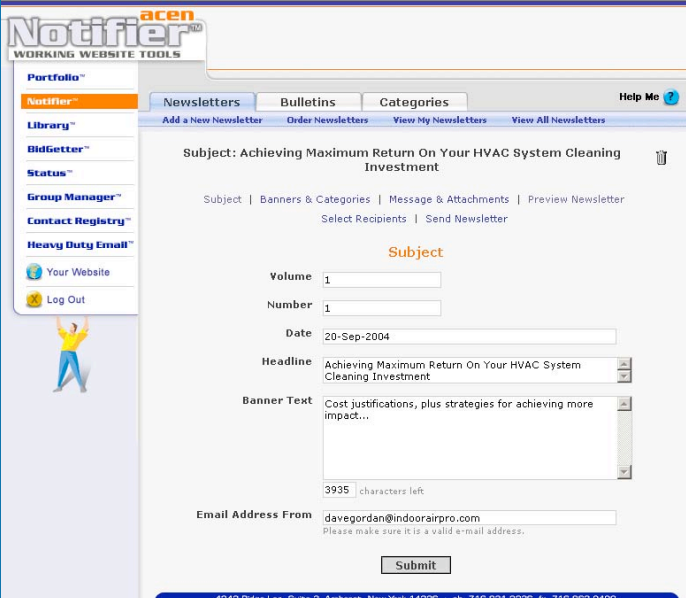 acen
Notifier™
WORKING WEBSITE TOOLS
Portfolio™
Notifier™
Library™
BidGetter™
Status™
Group Manager™
Contact Registry™
Heavy Duty Email™
Your Website
Log Out
Newsletters Bulletins Categories Help Me ?
Add a New Newsletter Order Newsletters View My Newsletters View All Newsletters
Subject: Achieving Maximum Return On Your HVAC System Cleaning
Investment
Subject | Banners & Categories | Message & Attachments | Preview Newsletter
Select Recipients | Send Newsletter
Subject
Volume 1
Number 1
Date 20-Sep-2004
Headline Achieving Maximum Return On Your HVAC System
Cleaning Investment
Banner Text Cost justifications, plus strategies for achieving more
impact...
3935 characters left
Email Address From davegordan@indoorairpro.com
Please make sure it is a valid e-mail address.
Submit